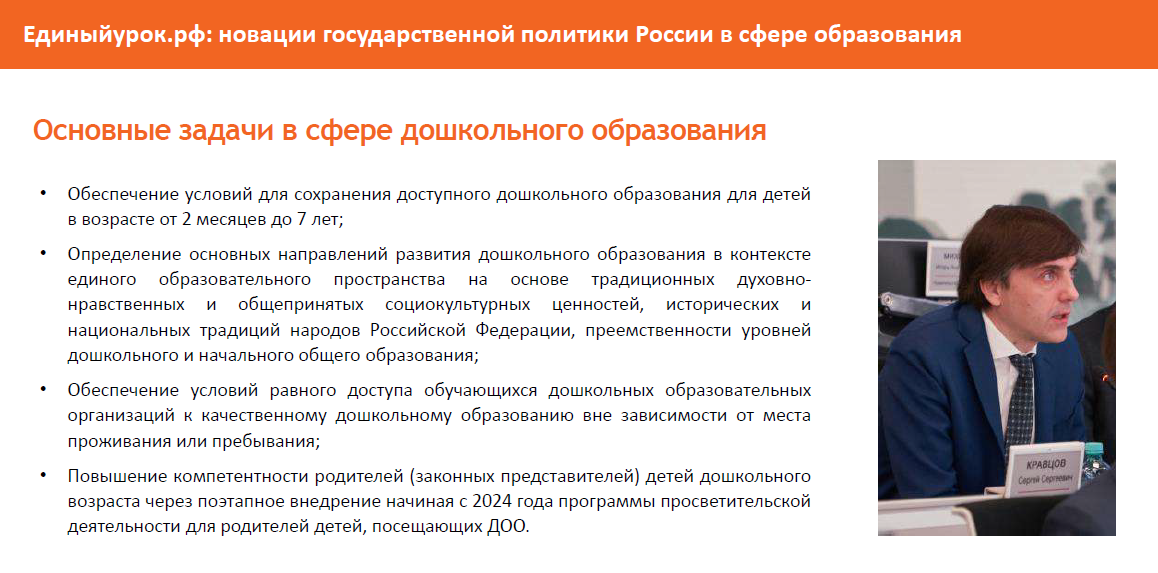 Единыйурок.рф: новации государственной политики России в сфере образования
Основные задачи в сфере дошкольного образования
• Обеспечение условий для сохранения доступного дошкольного образования для детей
в возрасте от 2 месяцев до 7 лет;
• Определение основных направлений развития дошкольного образования в контексте
единого образовательного пространства на основе традиционных духовно-
нравственных и общепринятых социокультурных ценностей, исторических и
национальных традиций народов Российской Федерации, преемственности уровней
дошкольного и начального общего образования;
• Обеспечение условий равного доступа обучающихся дошкольных образовательных
организаций к качественному дошкольному образованию вне зависимости от места
проживания или пребывания;
• Повышение компетентности родителей (законных представителей) детей дошкольного
возраста через поэтапное внедрение начиная с 2024 года программы просветительской
деятельности для родителей детей, посещающих ДОО.
КРАВЦОВ
Сергей Сергеевич